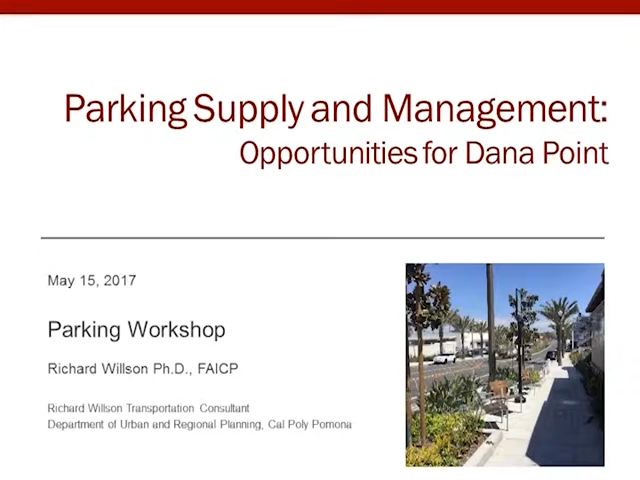 Parking Supply and Management:
Opportunities for Dana Point
May 15, 2017
Parking Workshop
Richard Willson Ph.D., FAICP
Richard Willson Transportation Consultant
Department of Urban and Regional Planning, Cal Poly Pomona